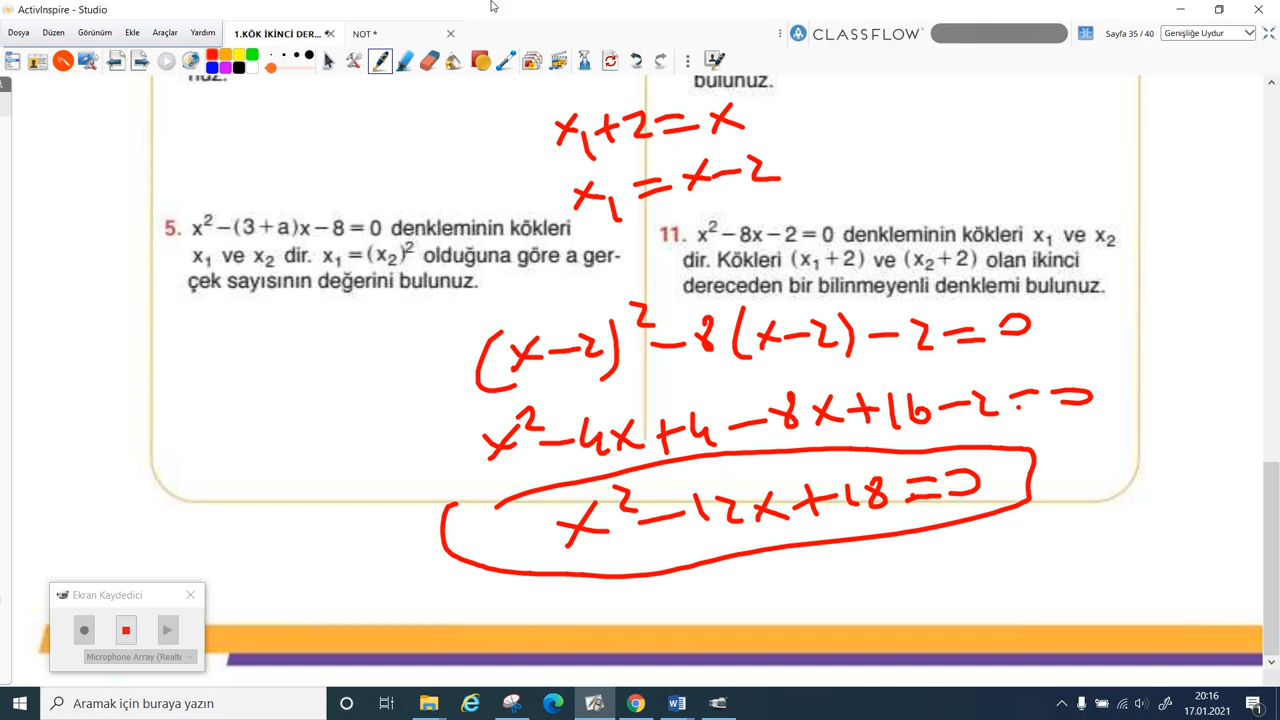 ActivInspire - Studio
Dosya Düzen Görünüm Ekle Araçlar Yardım
1.KÖK İKİNCİ DER...
NOT *
CLASSFLOW
Sayfa 35 / 40
Genişliğine Uydur
nuz.
bulunuz.
x₁+2=x
x₁=x-2
5. x²-(3+a)x-8=0 denkleminin kökleri
x₁ ve x₂ dir. x₁=(x₂)² olduğuna göre a ger-
çek sayısının değerini bulunuz.
11. x²-8x-2=0 denkleminin kökleri x₁ ve x₂
dir. Kökleri (x₁+2) ve (x₂+2) olan ikinci
dereceden bir bilinmeyenli denklemi bulunuz.
(x-2)²-8(x-2)-2=0
x²-4x+4-8x+16-2=0
x²-12x+18=0
Ekran Kaydedici
Microphone Array (Realte
Aramak için buraya yazın
20:16
17.01.2021
1